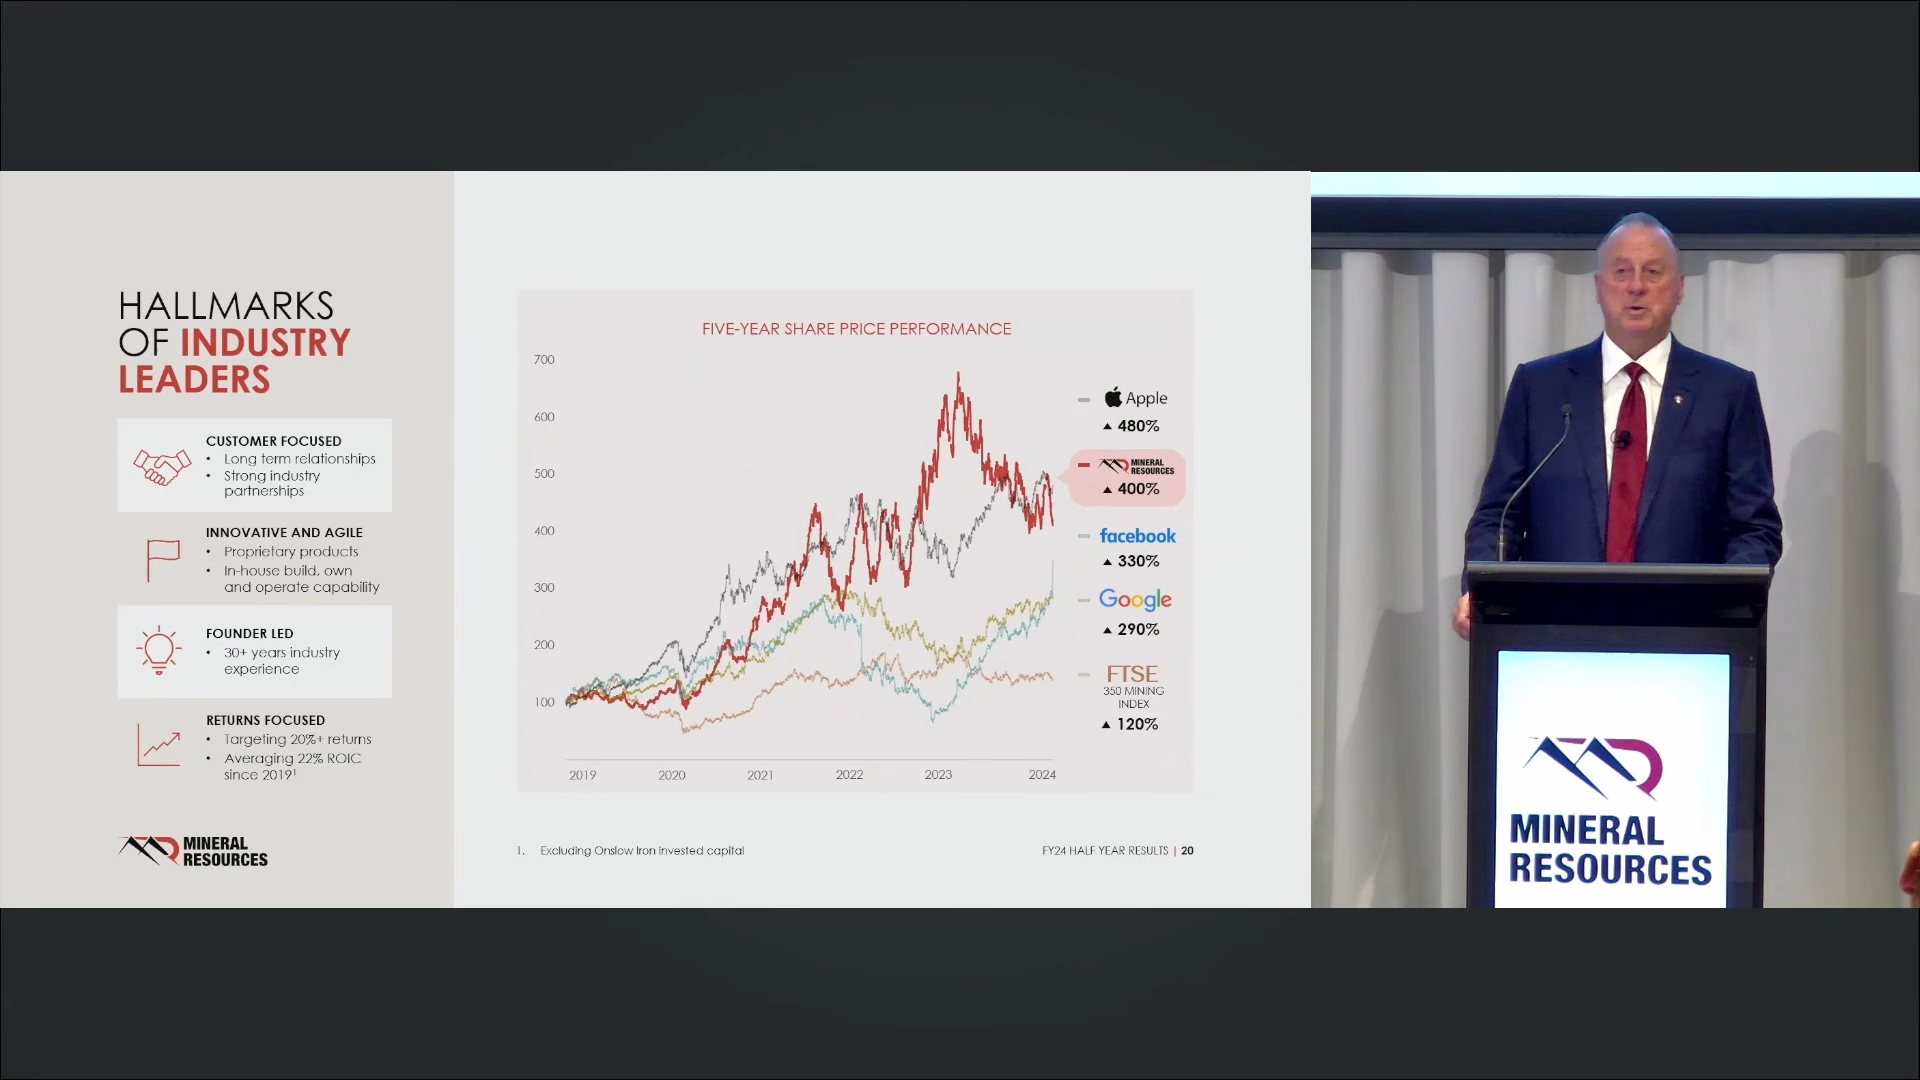 HALLMARKS
OF INDUSTRY
LEADERS
CUSTOMER FOCUSED
• Long term relationships
• Strong industry
partnerships
INNOVATIVE AND AGILE
• Proprietary products
• In-house build, own
and operate capability
FOUNDER LED
• 30+ years industry
experience
RETURNS FOCUSED
• Targeting 20%+ returns
• Averaging 22% ROIC
since 2019¹
MINERAL
RESOURCES
FIVE-YEAR SHARE PRICE PERFORMANCE
700
600
500
400
300
200
100
2019 2020 2021 2022 2023 2024
Apple
▲ 480%
MINERAL
RESOURCES
▲ 400%
facebook
▲ 330%
Google
▲ 290%
FTSE
350 MINING
INDEX
▲ 120%
1. Excluding Onslow Iron invested capital
FY24 HALF YEAR RESULTS | 20
MINERAL
RESOURCES